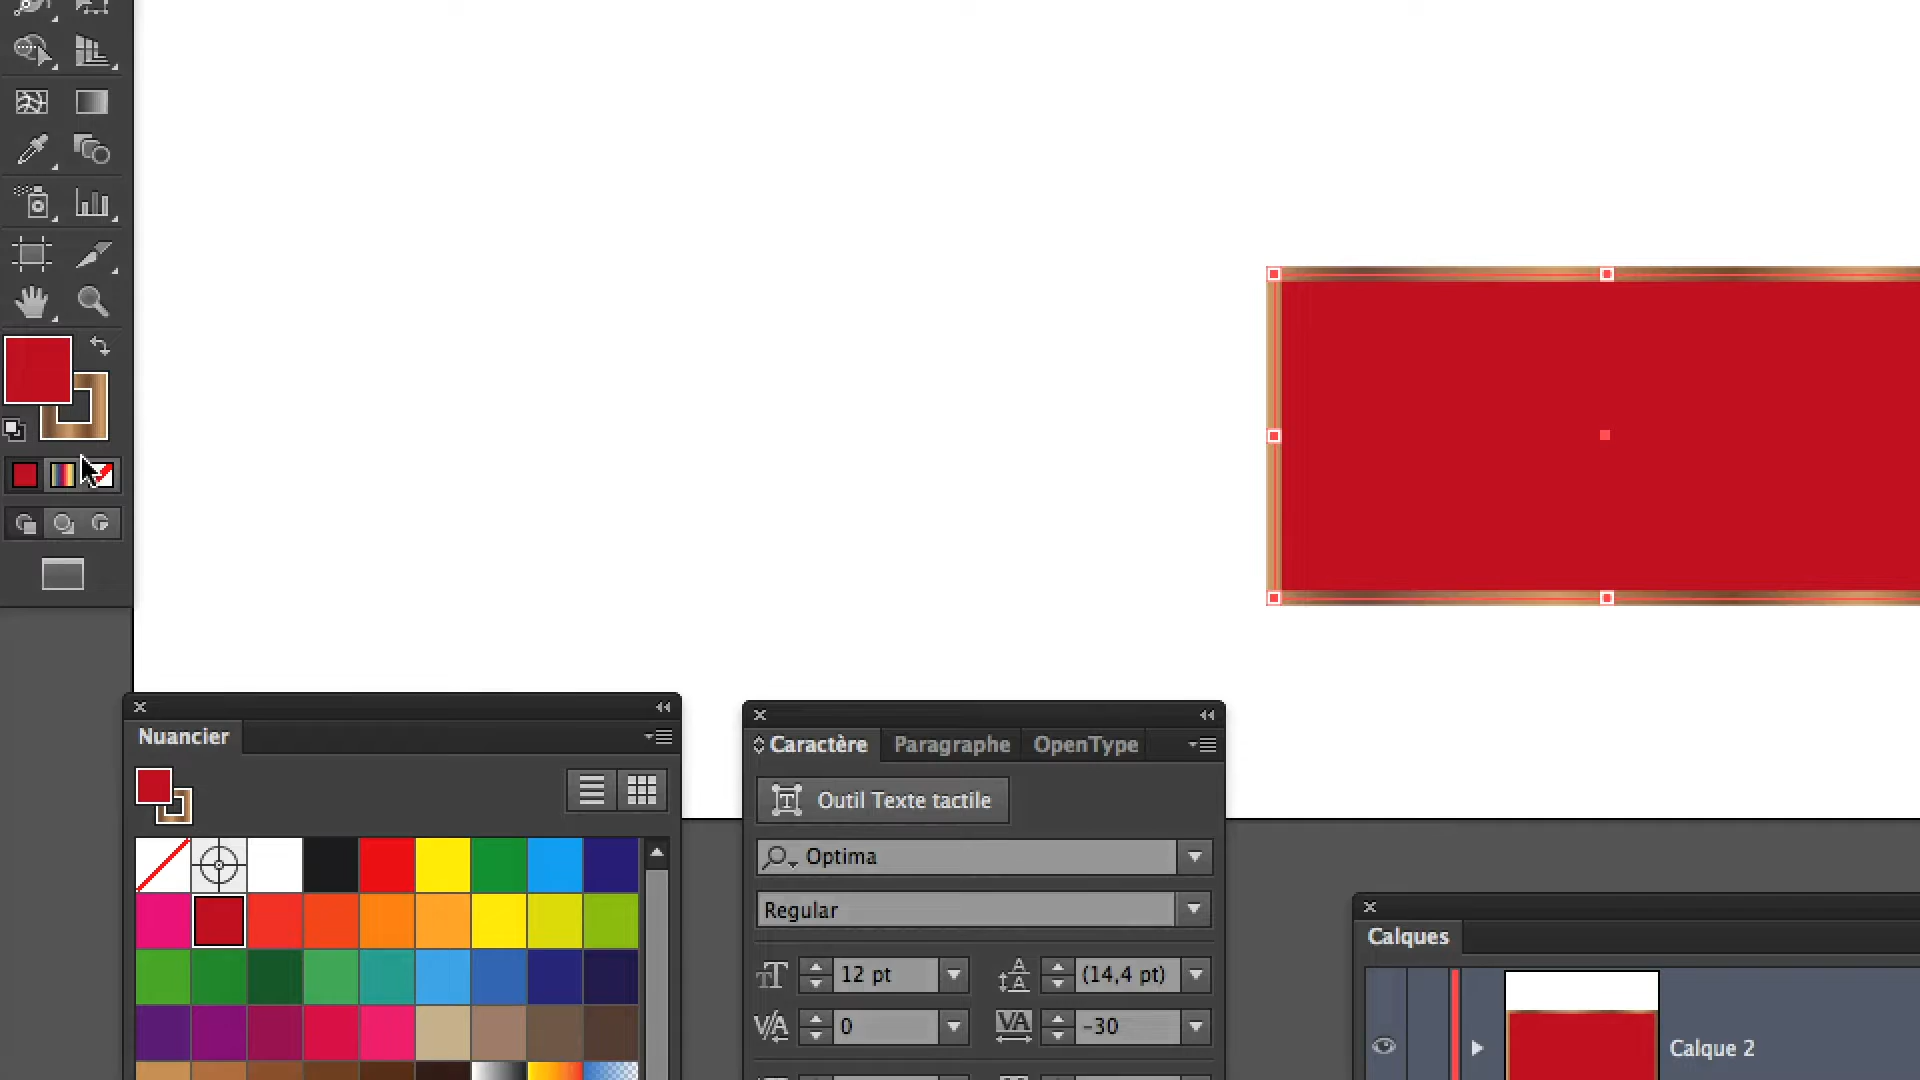 Nuancier
Caractère Paragraphe OpenType
Outil Texte tactile
Optima
Regular
12 pt (14,4 pt)
0 -30
Calques
Calque 2